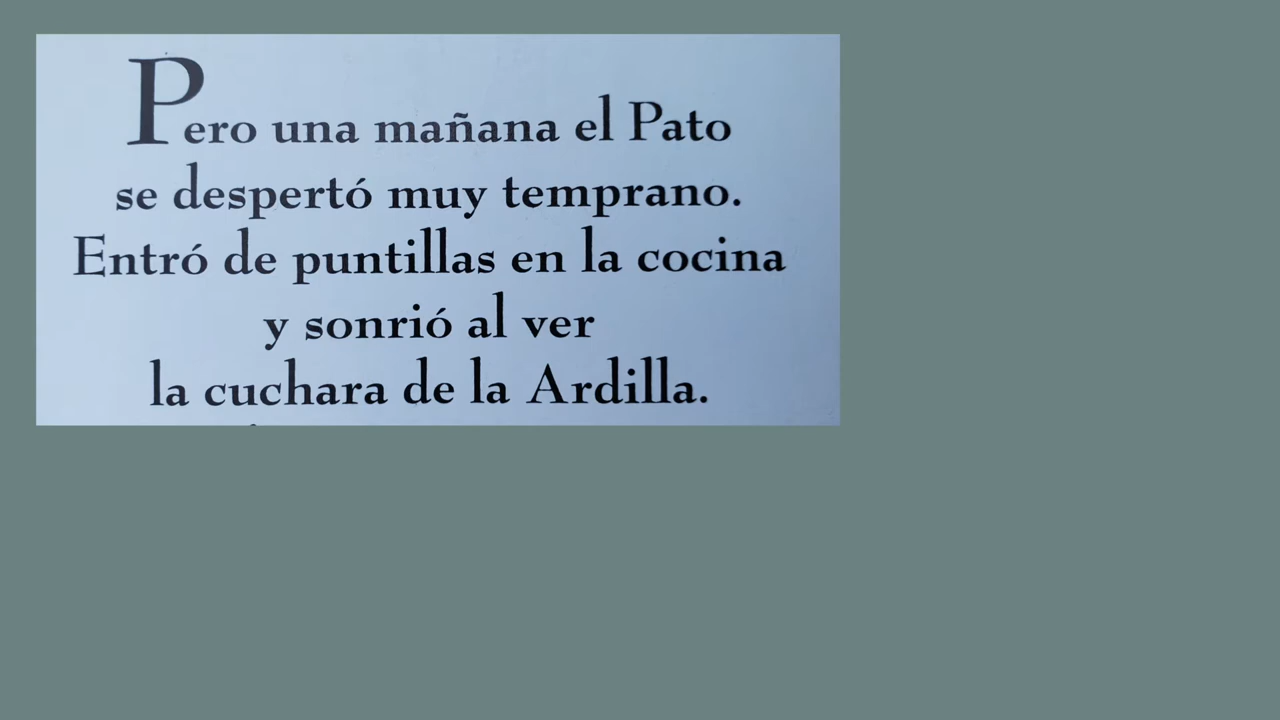 Pero una mañana el Pato
se despertó muy temprano.
Entró de puntillas en la cocina
y sonrió al ver
la cuchara de la Ardilla.